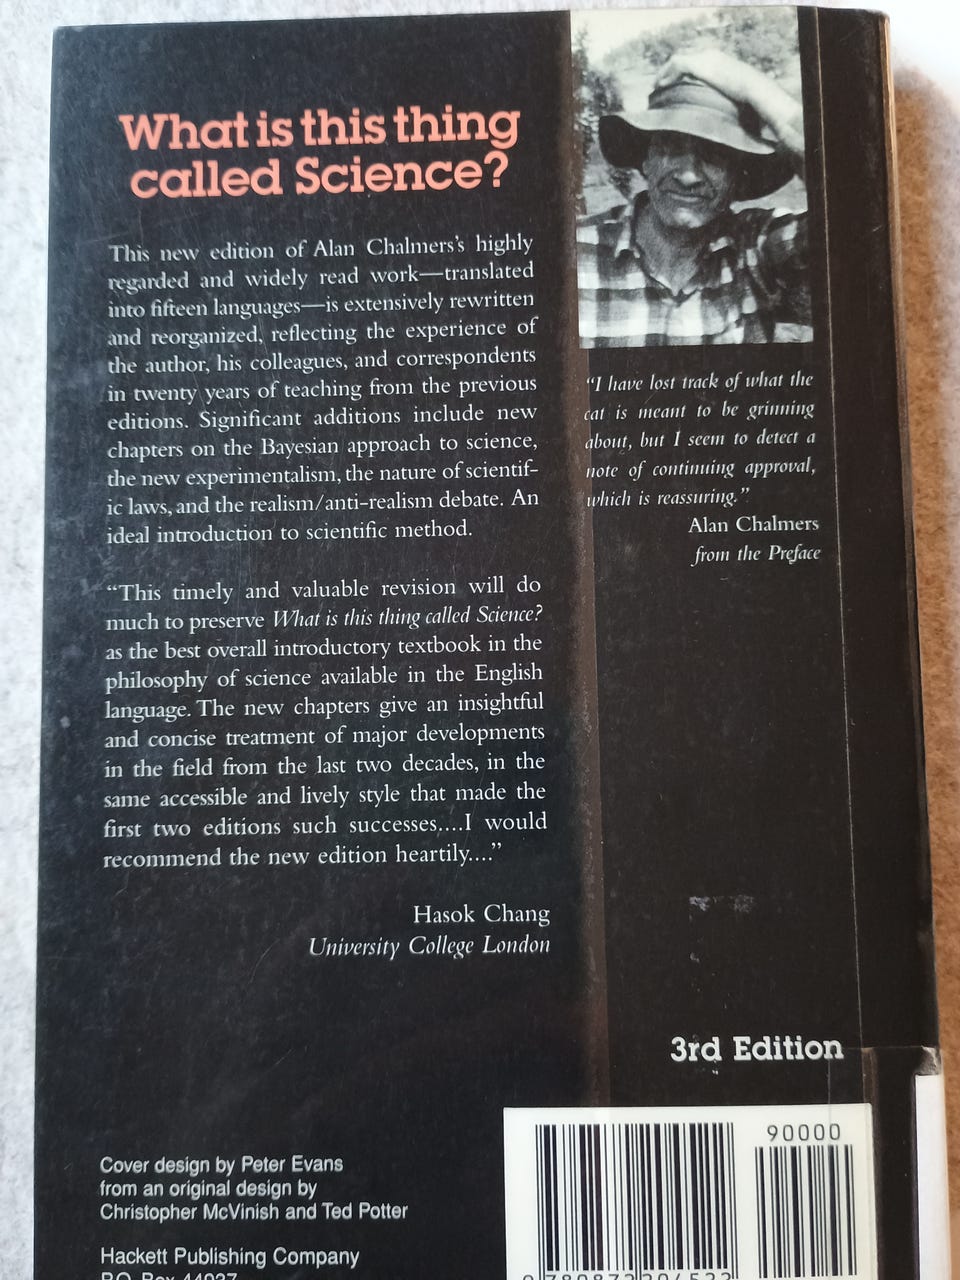 What is this thing
called Science?
This new edition of Alan Chalmers's highly
regarded and widely read work—translated
into fifteen languages—is extensively rewritten
and reorganized, reflecting the experience of
the author, his colleagues, and correspondents
in twenty years of teaching from the previous
editions. Significant additions include new
chapters on the Bayesian approach to science,
the new experimentalism, the nature of scientif-
ic laws, and the realism/anti-realism debate. An
ideal introduction to scientific method.
“This timely and valuable revision will do
much to preserve What is this thing called Science?
as the best overall introductory textbook in the
philosophy of science available in the English
language. The new chapters give an insightful
and concise treatment of major developments
in the field from the last two decades, in the
same accessible and lively style that made the
first two editions such successes....I would
recommend the new edition heartily....”
Hasok Chang
University College London
“I have lost track of what the
cat is meant to be grinning
about, but I seem to detect a
note of continuing approval,
which is reassuring.”
Alan Chalmers
from the Preface
3rd Edition
Cover design by Peter Evans
from an original design by
Christopher McVinish and Ted Potter
Hackett Publishing Company
P.O. Box 44937
90000